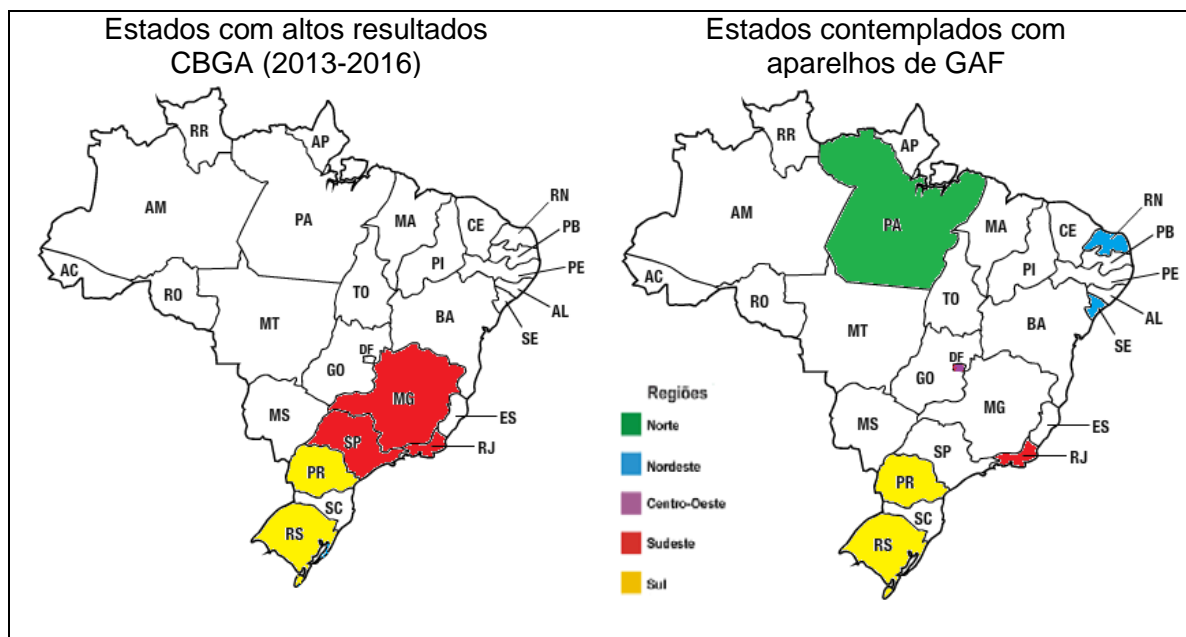 Estados com altos resultados
CBGA (2013-2016)
RR
AP
AM
PA
MA
CE
RN
PB
PE
AL
SE
PI
AC
RO
TO
BA
MT
DF
GO
MG
MS
ES
SP
RJ
PR
SC
RS
Estados contemplados com
aparelhos de GAF
RR
AP
AM
PA
MA
CE
RN
PB
PE
AL
SE
PI
AC
RO
TO
BA
MT
DF
GO
MG
MS
ES
SP
RJ
PR
SC
RS
Regiões
Norte
Nordeste
Centro-Oeste
Sudeste
Sul